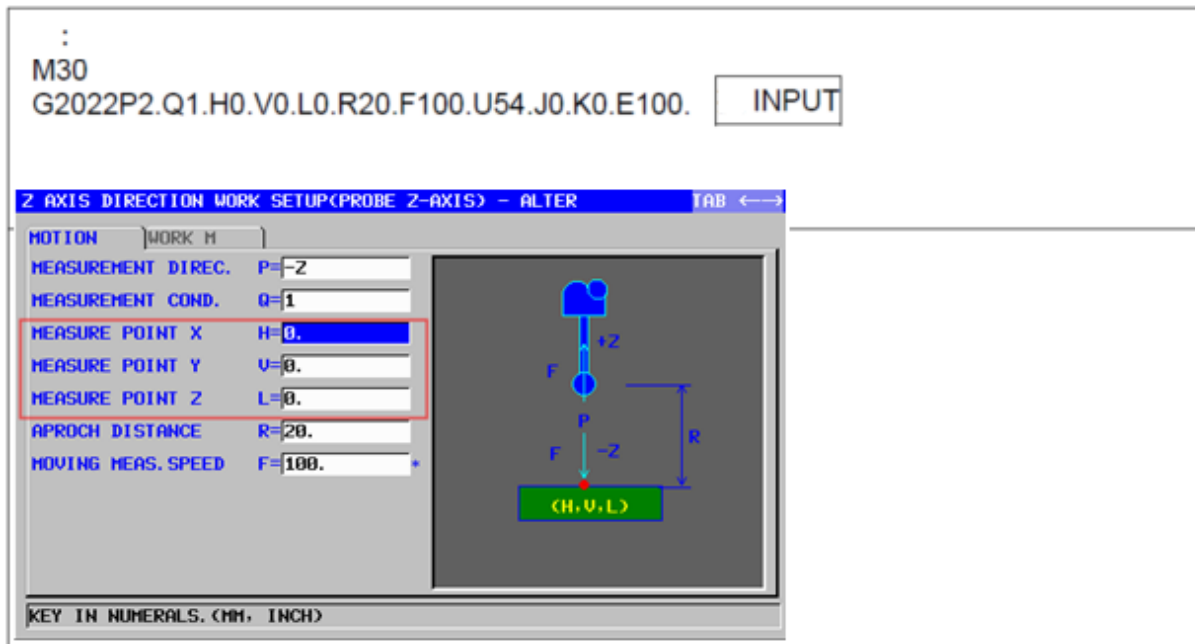 :
M30
G2022P2.Q1.H0.V0.L0.R20.F100.U54.J0.K0.E100. INPUT
Z AXIS DIRECTION WORK SETUP(PROBE Z-AXIS) - ALTER TAB ←→
MOTION WORK M
MEASUREMENT DIREC. P=-Z
MEASUREMENT COND. Q=1
MEASURE POINT X H=0.
MEASURE POINT Y V=0.
MEASURE POINT Z L=0.
APROCH DISTANCE R=20.
MOVING MEAS.SPEED F=100. *
+Z
F
P
R
F -Z
(H,V,L)
KEY IN NUMERALS.(MM, INCH)